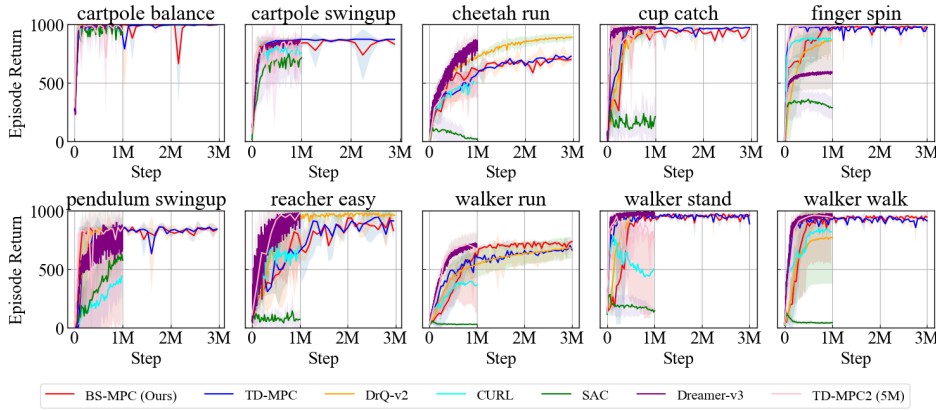 cartpole balance cartpole swingup cheetah run cup catch finger spin
Episode Return
1000
500
0
0 1M 2M 3M 0 1M 2M 3M 0 1M 2M 3M 0 1M 2M 3M 0 1M 2M 3M
Step Step Step Step Step
pendulum swingup reacher easy walker run walker stand walker walk
Episode Return
1000
500
0
0 1M 2M 3M 0 1M 2M 3M 0 1M 2M 3M 0 1M 2M 3M 0 1M 2M 3M
Step Step Step Step Step
BS-MPC (Ours) TD-MPC DrQ-v2 CURL SAC Dreamer-v3 TD-MPC2 (5M)